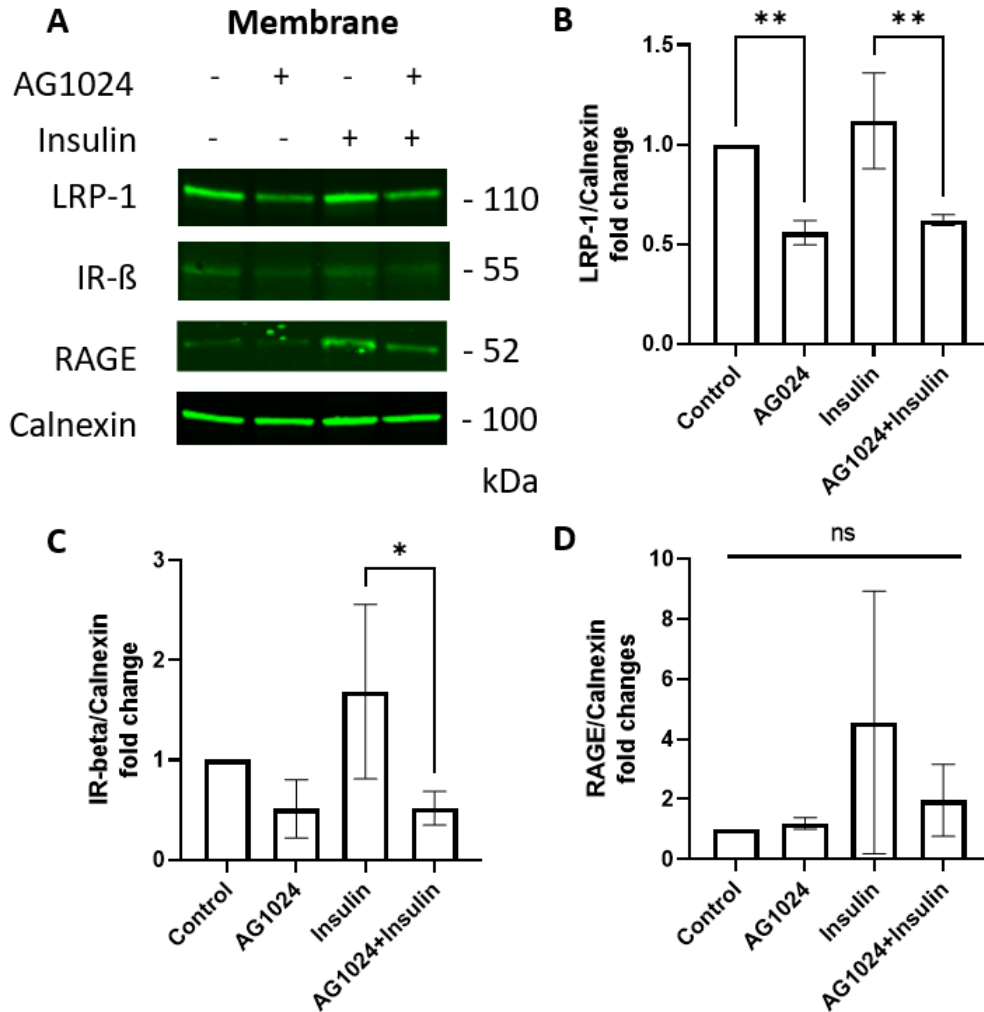 A
Membrane
AG1024 - + - +
Insulin - - + +
LRP-1 - 110
IR-ß - 55
RAGE - 52
Calnexin - 100
kDa
B
** **
LRP-1/Calnexin
fold change
1.5
1.0
0.5
0.0
Control
AG024
Insulin
AG1024+Insulin
C
*
IR-beta/Calnexin
fold change
3
2
1
0
Control
AG1024
Insulin
AG1024+Insulin
D
ns
RAGE/Calnexin
fold changes
10
8
6
4
2
0
Control
AG1024
Insulin
AG1024+Insulin